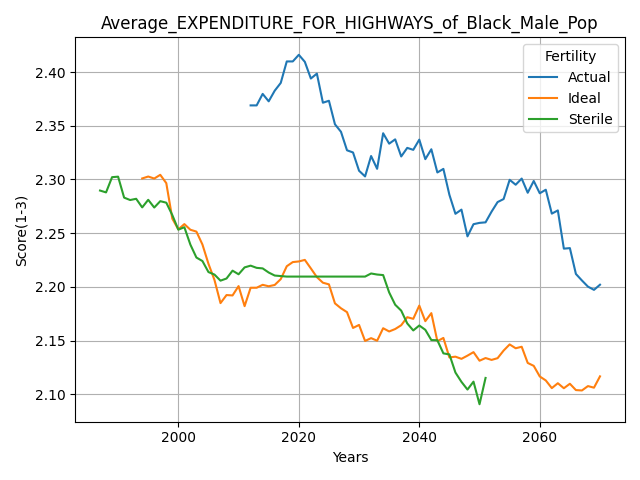 Average_EXPENDITURE_FOR_HIGHWAYS_of_Black_Male_Pop
Fertility
Actual
Ideal
Sterile
Score(1-3)
2.40
2.35
2.30
2.25
2.20
2.15
2.10
2000 2020 2040 2060
Years